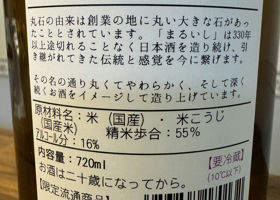 丸石の由来は創業の地に丸い大きな石があっ
たことされています。「まるいし」は330年
以上途切れることなく日本酒を造り続け、引
き継がれてきた伝統と感覚を今に繋げます。
その名の通り丸くてやわらかく、そして深く
続くお酒をイメージして造り上げています。
原材料名：米（国産）・米こうじ（国産米）
精米歩合：55%
アルコール分：16%
内容量：720ml
【要冷蔵】
(10℃以下)
お酒は二十歳になってから。
【限定流通商品】